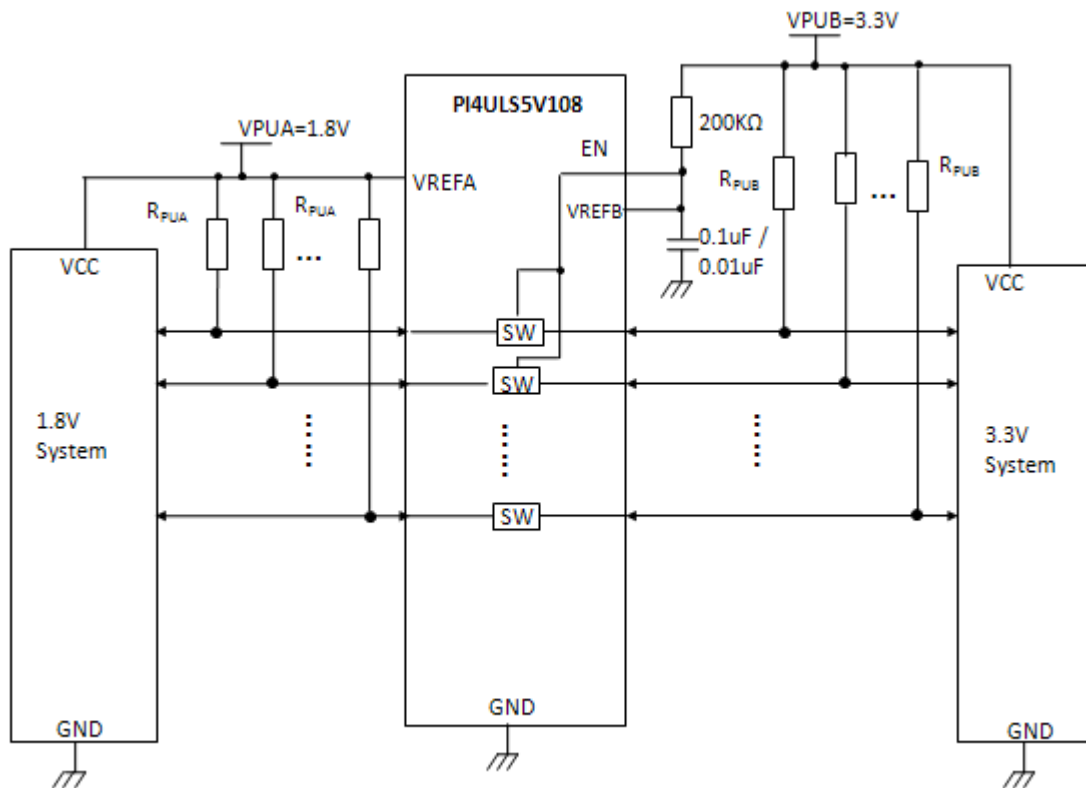 VPUB=3.3V
PI4ULS5V108
200KΩ
VPUA=1.8V
EN
VREFA
RPUB
RPUB
...
RPUA
RPUA
VREFB
...
0.1uF /
0.01uF
VCC
VCC
SW
SW
1.8V
System
3.3V
System
SW
GND
GND
GND